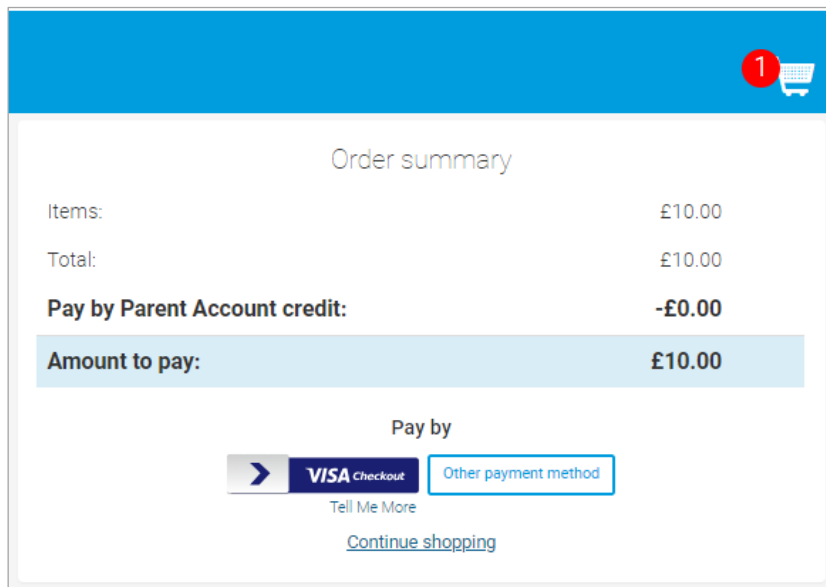 1
Order summary
Items: £10.00
Total: £10.00
Pay by Parent Account credit: -£0.00
Amount to pay: £10.00
Pay by
VISA Checkout Other payment method
Tell Me More
Continue shopping